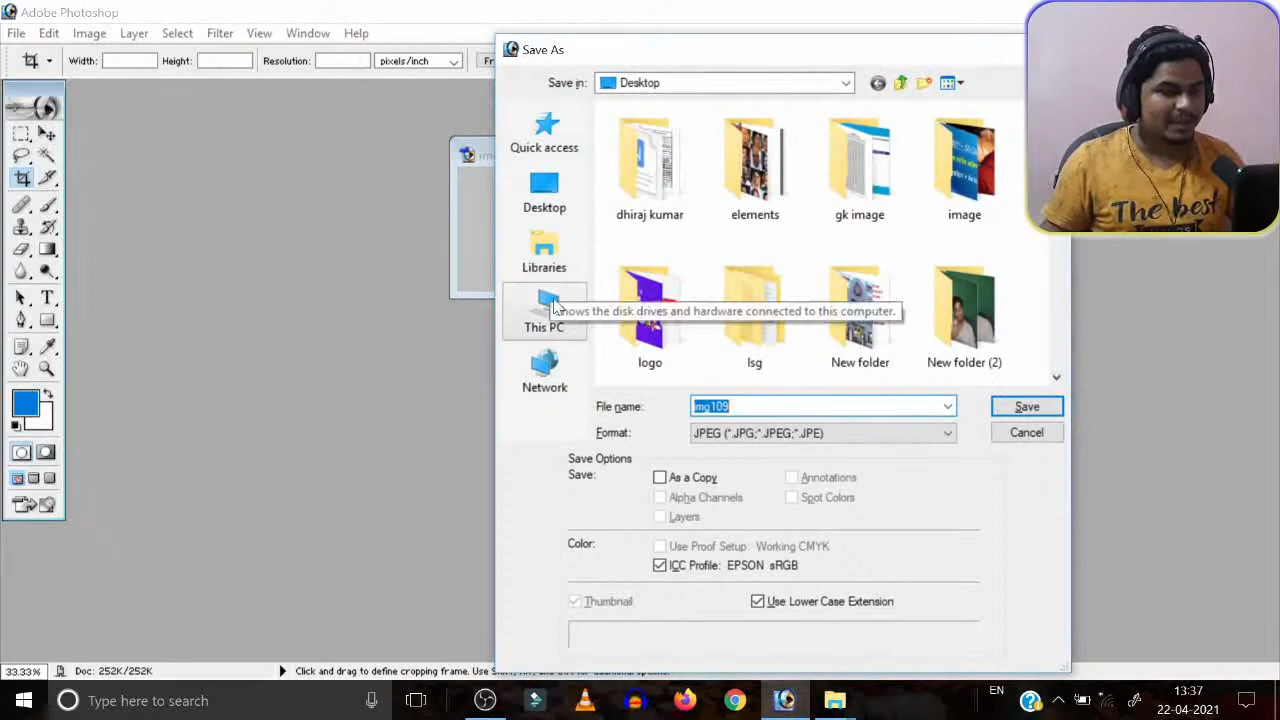 Adobe Photoshop
File Edit Image Layer Select Filter View Window Help
Width: Height: Resolution: pixels/inch
Save As
Save in: Desktop
Quick access
Desktop
Libraries
This PC
Network
dhiraj kumar elements gk image image
Shows the disk drives and hardware connected to this computer.
logo lsg New folder New folder (2)
File name: img109 Save
Format: JPEG (*.JPG;*.JPEG;*.JPE) Cancel
Save Options
Save: As a Copy Annotations
Alpha Channels Spot Colors
Layers
Color: Use Proof Setup: Working CMYK
ICC Profile: EPSON sRGB
Thumbnail Use Lower Case Extension
The best
33.33% Doc: 252K/252K Click and drag to define cropping frame. Use
Type here to search
EN
13:37
22-04-2021